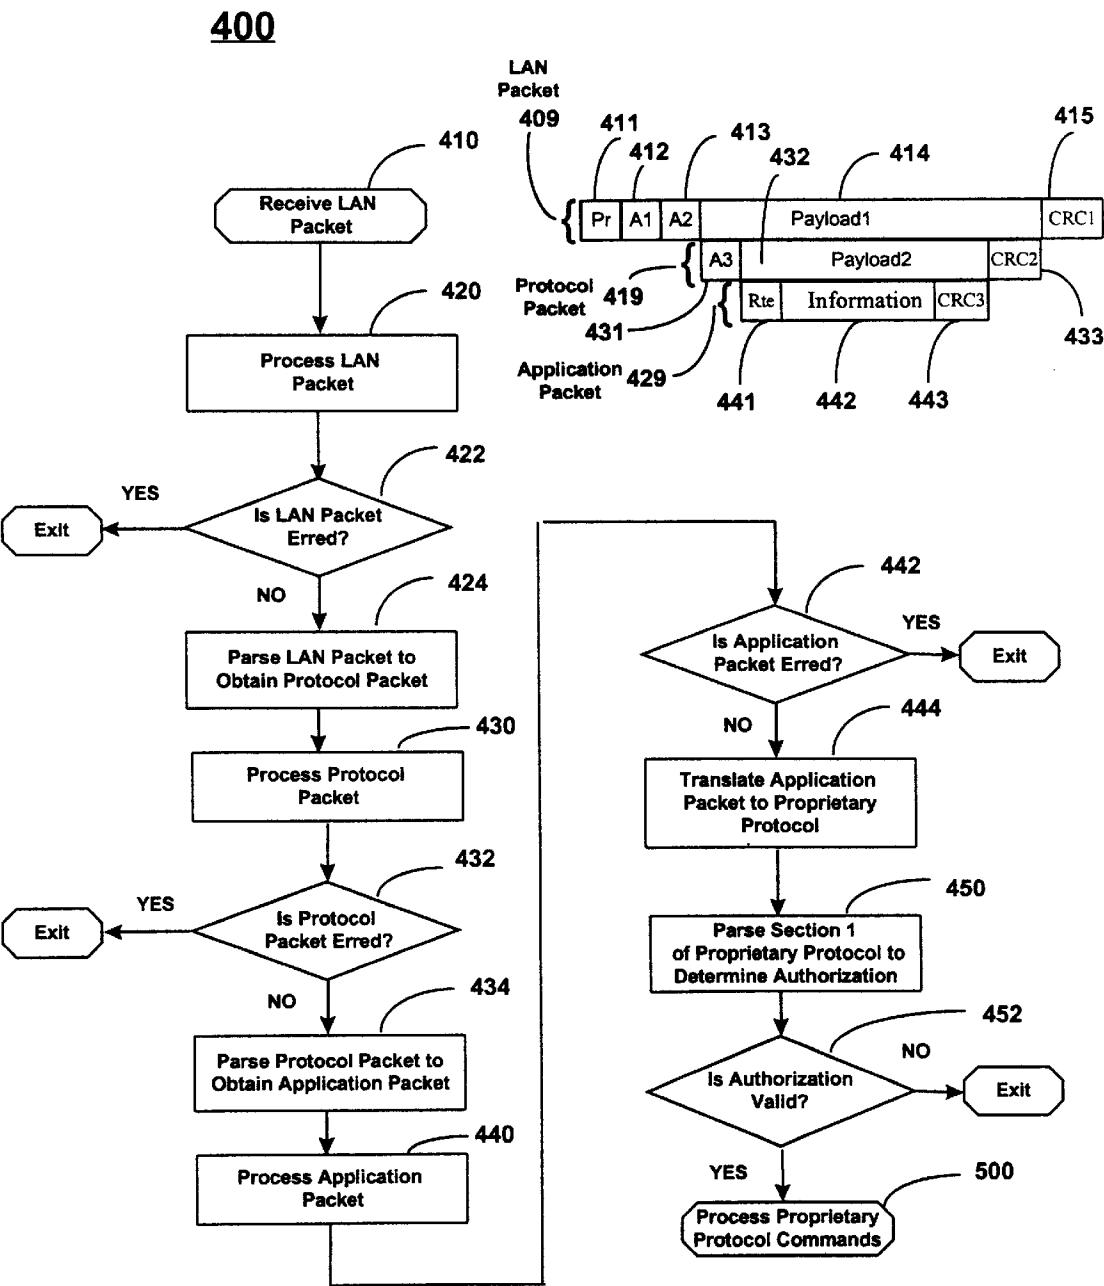 400
LAN
Packet
409
411
412
413
432
414
415
Pr
A1
A2
Payload1
CRC1
A3
Payload2
CRC2
Rte
Information
CRC3
Protocol
Packet
419
431
433
Application
Packet
429
441
442
443
410
Receive LAN
Packet
420
Process LAN
Packet
422
YES
Is LAN Packet
Erred?
Exit
NO
424
Parse LAN Packet to
Obtain Protocol Packet
430
Process Protocol
Packet
432
YES
Is Protocol
Packet Erred?
Exit
NO
434
Parse Protocol Packet to
Obtain Application Packet
440
Process Application
Packet
442
YES
Is Application
Packet Erred?
Exit
NO
444
Translate Application
Packet to Proprietary
Protocol
450
Parse Section 1
of Proprietary Protocol to
Determine Authorization
452
NO
Is Authorization
Valid?
Exit
YES
500
Process Proprietary
Protocol Commands